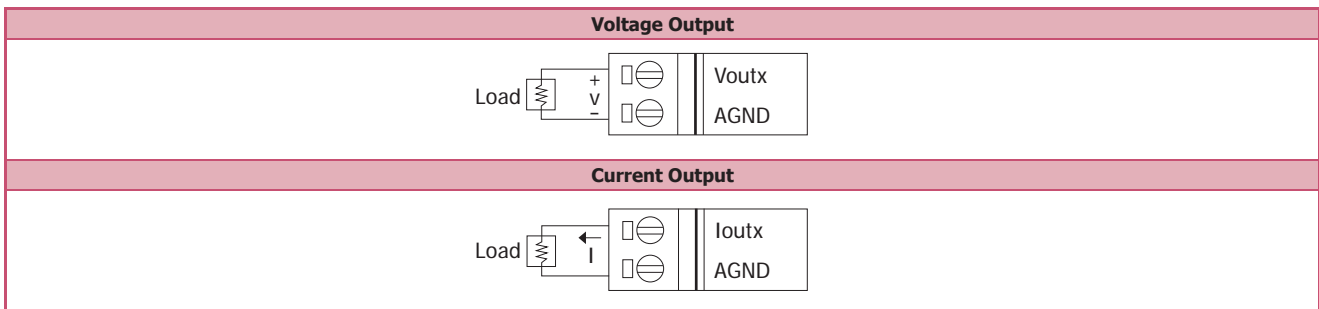 Voltage Output
Load
+
V
-
Voutx
AGND
Current Output
Load
I
Ioutx
AGND